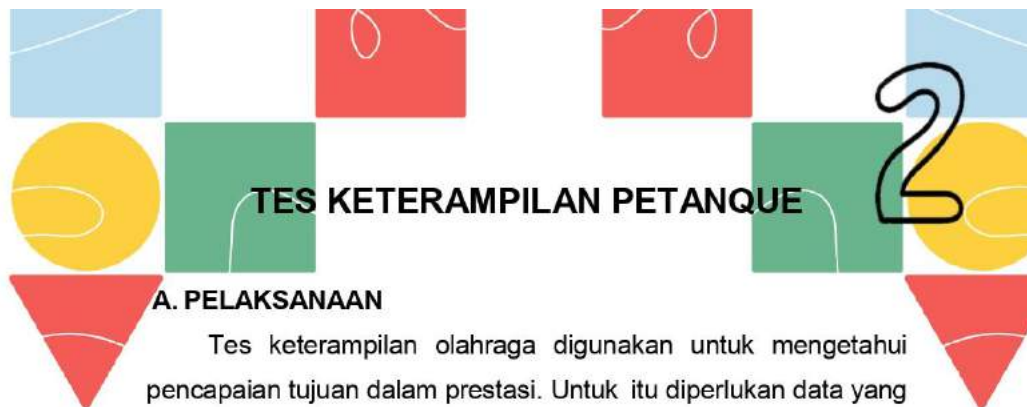 2
TES KETERAMPILAN PETANQUE
A. PELAKSANAAN
Tes keterampilan olahraga digunakan untuk mengetahui
pencapaian tujuan dalam prestasi. Untuk itu diperlukan data yang